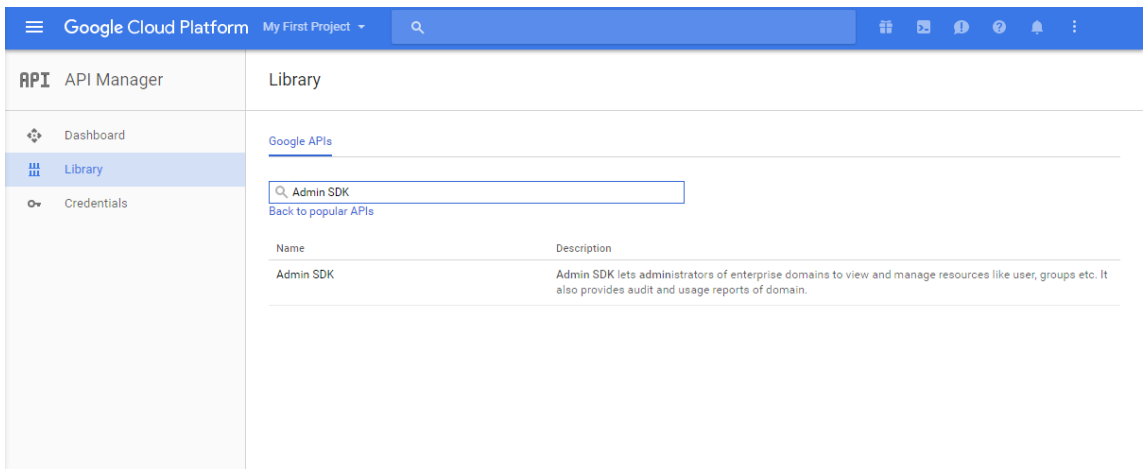 Google Cloud Platform My First Project
API API Manager
Library
Dashboard
Library
Credentials
Google APIs
Admin SDK
Back to popular APIs
Name Description
Admin SDK Admin SDK lets administrators of enterprise domains to view and manage resources like user, groups etc. It
also provides audit and usage reports of domain.